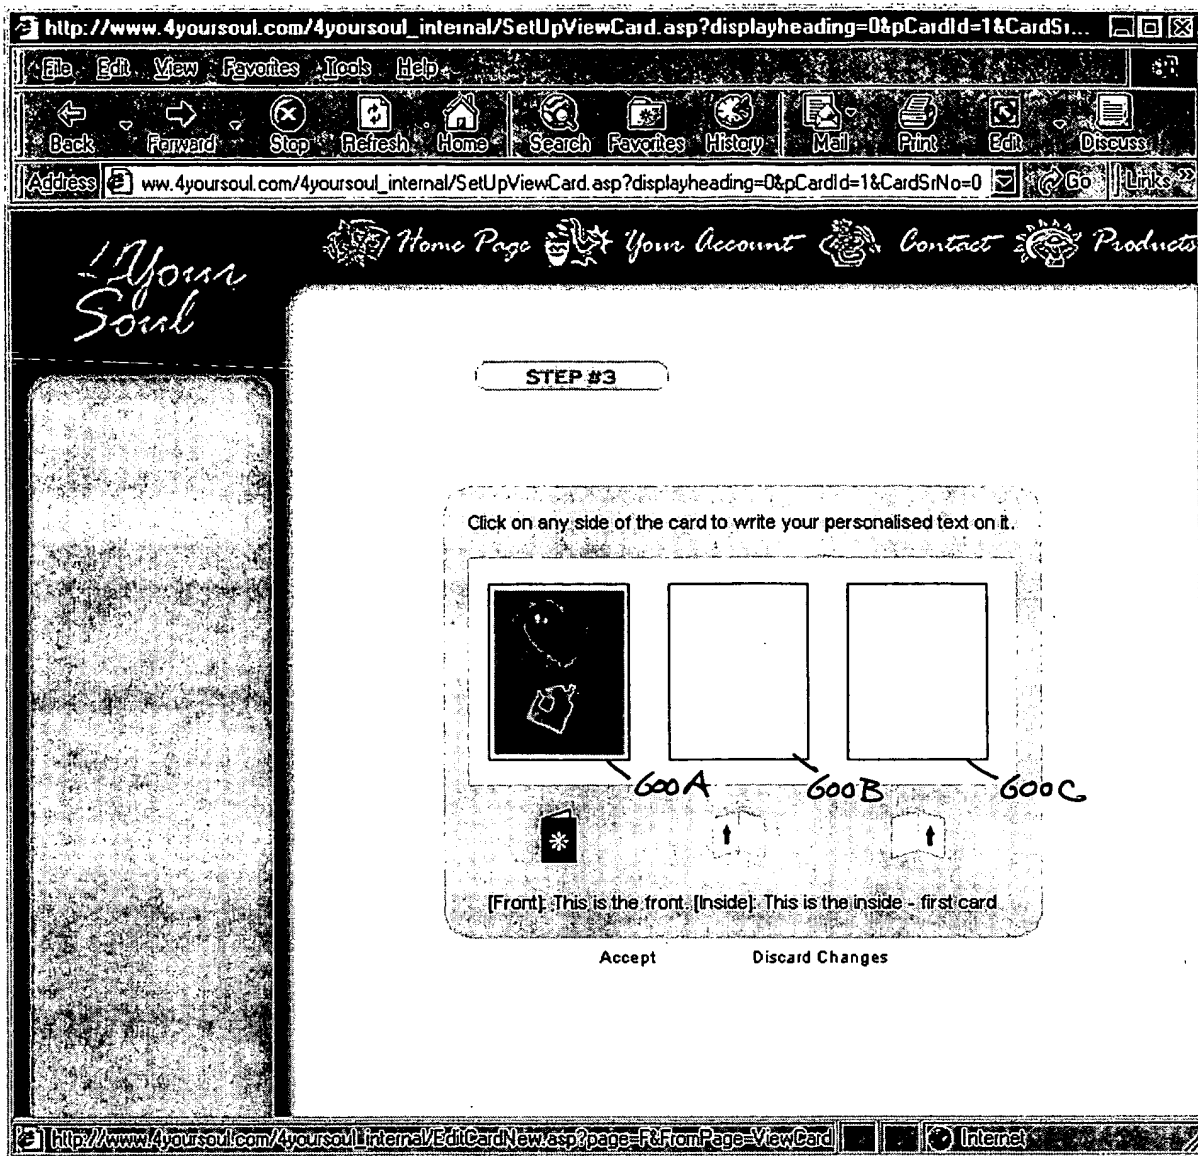 http://www.4yoursoul.com/4yoursoul_internal/SetUpViewCard.asp?displayheading=0&pCardId=1&CardSr...
File Edit View Favorites Tools Help
Back Forward Stop Refresh Home Search Favorites History Mail Print Edit Discuss
Address ww.4yoursoul.com/4yoursoul_internal/SetUpViewCard.asp?displayheading=0&pCardId=1&CardSrNo=0 Go Links »
Home Page Your Account Contact Products
4 Your
Soul
STEP #3
Click on any side of the card to write your personalised text on it.
600A 600B 600C
[Front]: This is the front. [Inside]: This is the inside - first card
Accept Discard Changes
http://www.4yoursoul.com/4yoursoul_internal/EditCardNew.asp?page=F&FromPage=ViewCard Internet